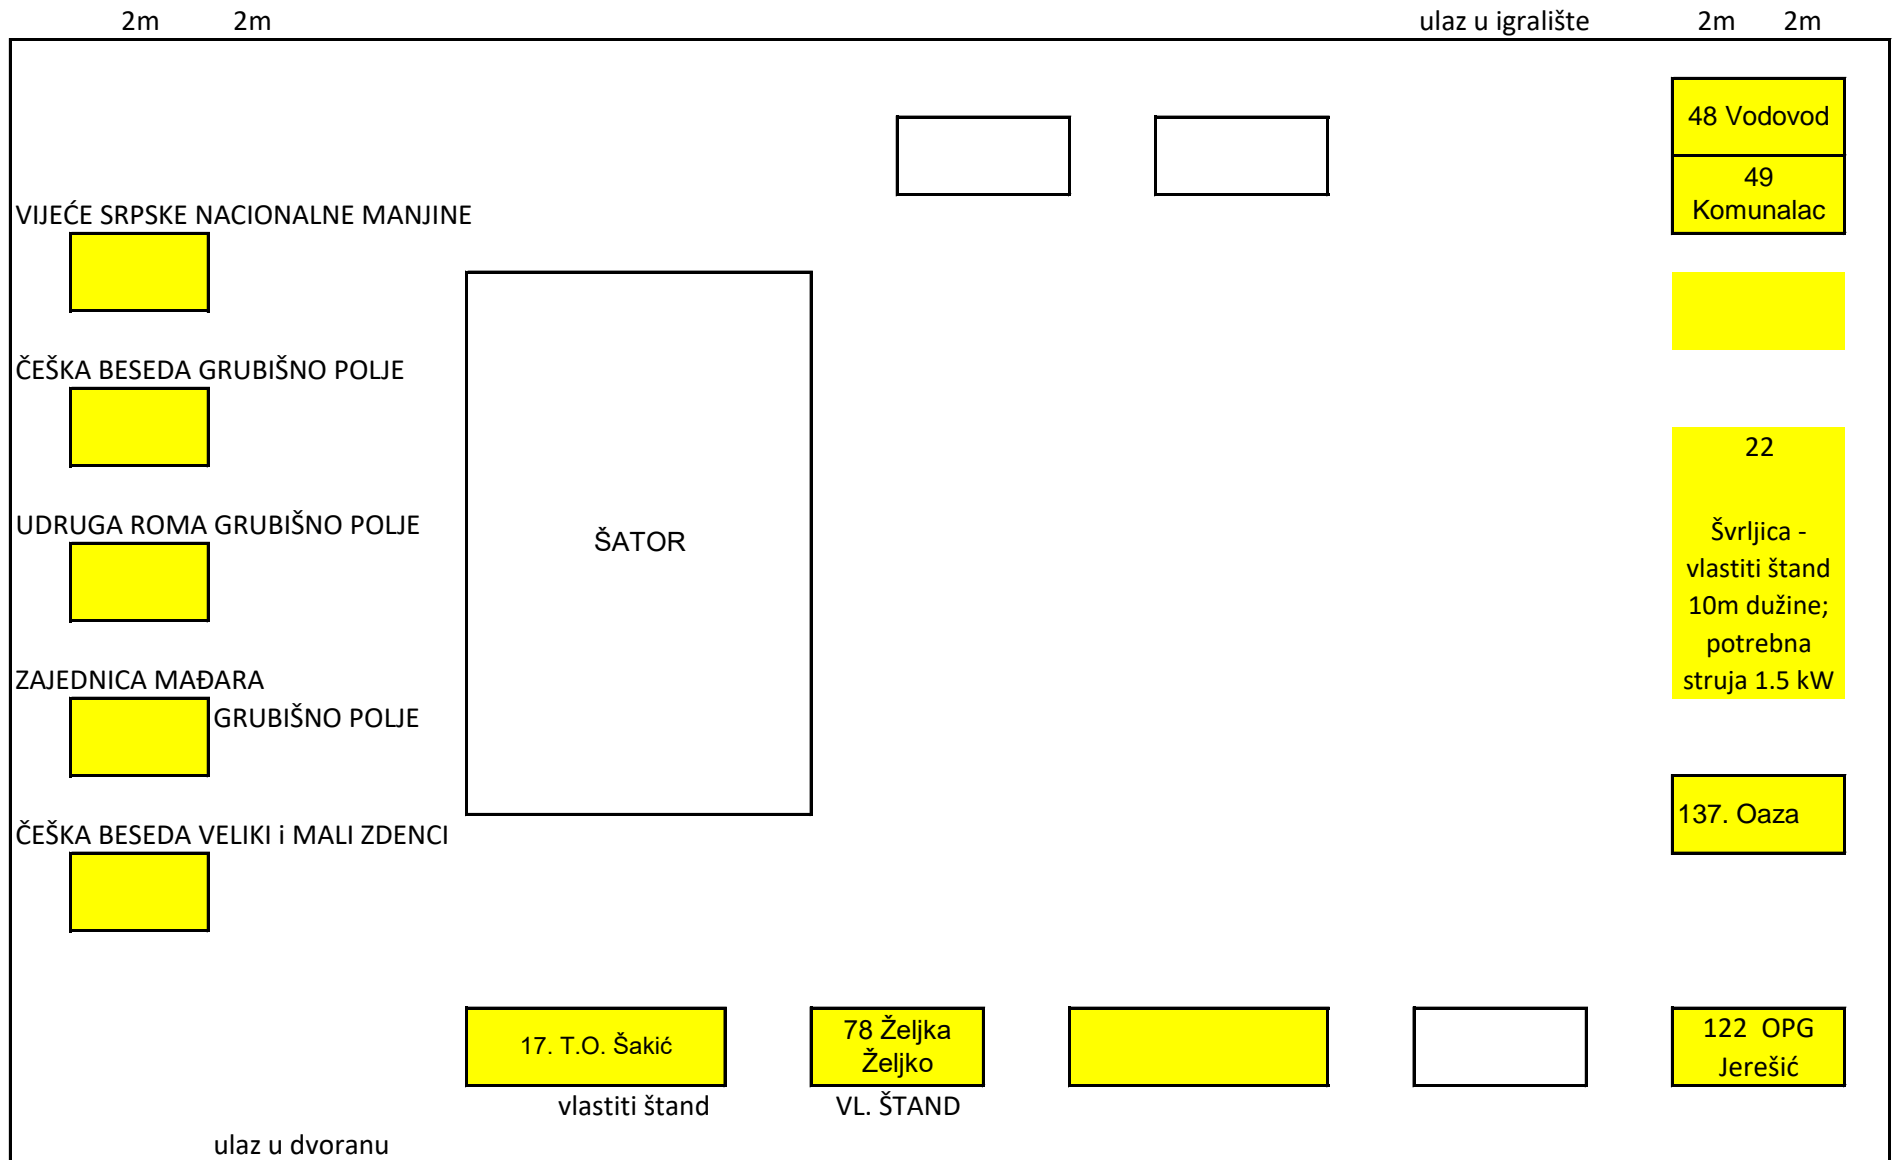 2m 2m ulaz u igralište 2m 2m
48 Vodovod
49
Komunalac
VIJEĆE SRPSKE NACIONALNE MANJINE
ČEŠKA BESEDA GRUBIŠNO POLJE
22
UDRUGA ROMA GRUBIŠNO POLJE
ŠATOR
Švrljica -
vlastiti štand
10m dužine;
potrebna
struja 1.5 kW
ZAJEDNICA MAĐARA
GRUBIŠNO POLJE
137. Oaza
ČEŠKA BESEDA VELIKI i MALI ZDENCI
17. T.O. Šakić
78 Željka
Željko
122 OPG
Jerešić
vlastiti štand
VL. ŠTAND
ulaz u dvoranu